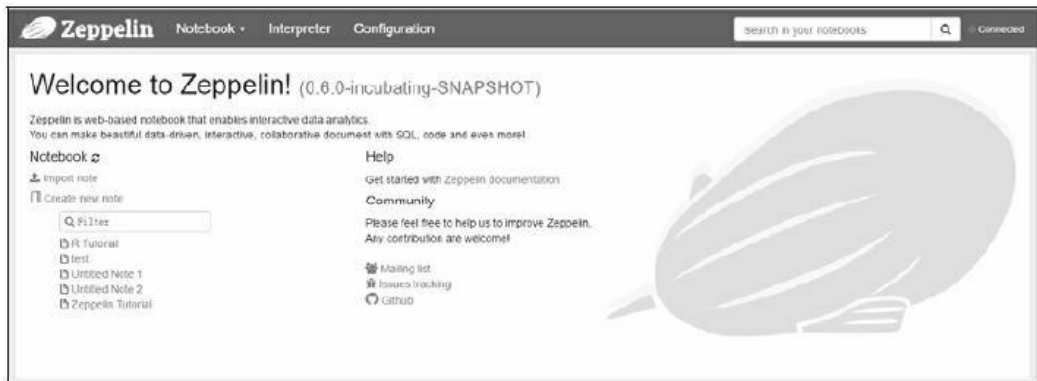 Zeppelin Notebook Interpreter Configuration Search in your notebooks Connected
Welcome to Zeppelin! (0.6.0-incubating-SNAPSHOT)
Zeppelin is web-based notebook that enables interactive data analytics.
You can make beautiful data-driven, interactive, collaborative document with SQL, code and even more!
Notebook
Import note
Create new note
Filter
R Tutorial
test
Untitled Note 1
Untitled Note 2
Zeppelin Tutorial
Help
Get started with Zeppelin documentation
Community
Please feel free to help us to improve Zeppelin,
Any contribution are welcome!
Mailing list
Issues tracking
Github